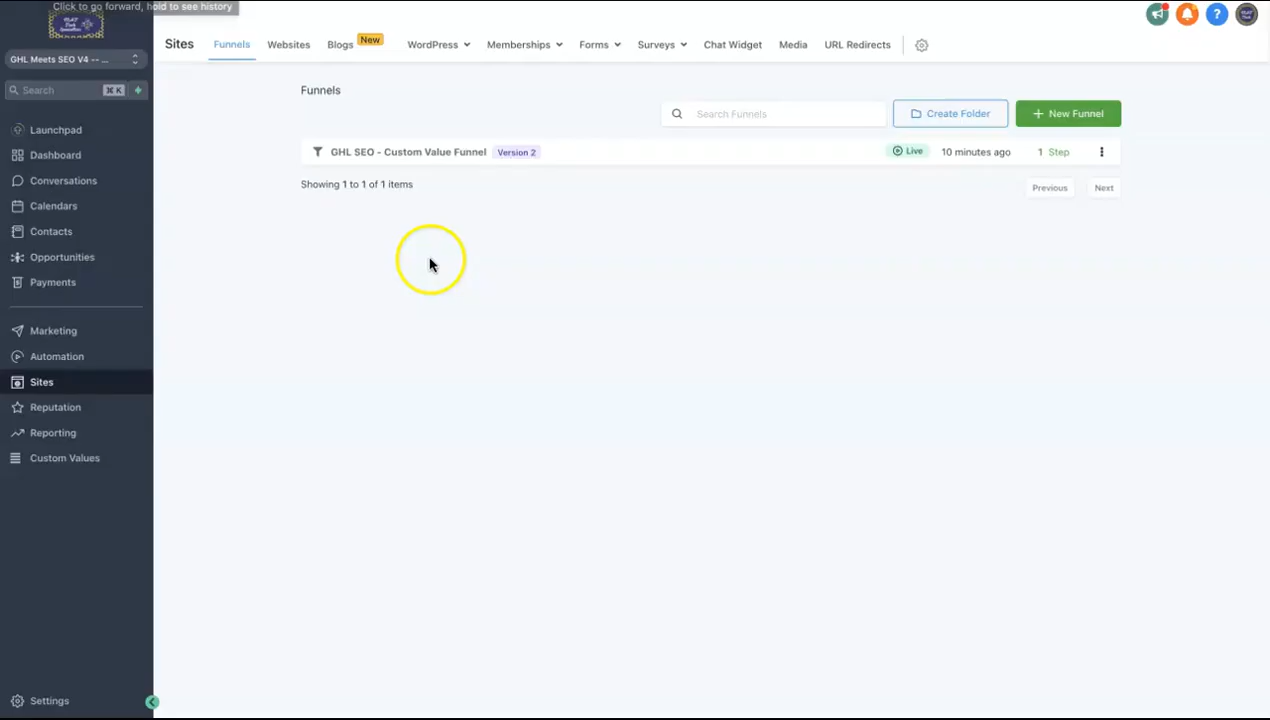 Click to go forward, hold to see history
GHL Meets SEO V4 -- ...
Search ⌘ K
Launchpad
Dashboard
Conversations
Calendars
Contacts
Opportunities
Payments
Marketing
Automation
Sites
Reputation
Reporting
Custom Values
Settings
Sites Funnels Websites Blogs New WordPress Memberships Forms Surveys Chat Widget Media URL Redirects
?
Funnels
Search Funnels Create Folder + New Funnel
GHL SEO - Custom Value Funnel Version 2 Live 10 minutes ago 1 Step
Showing 1 to 1 of 1 items Previous Next